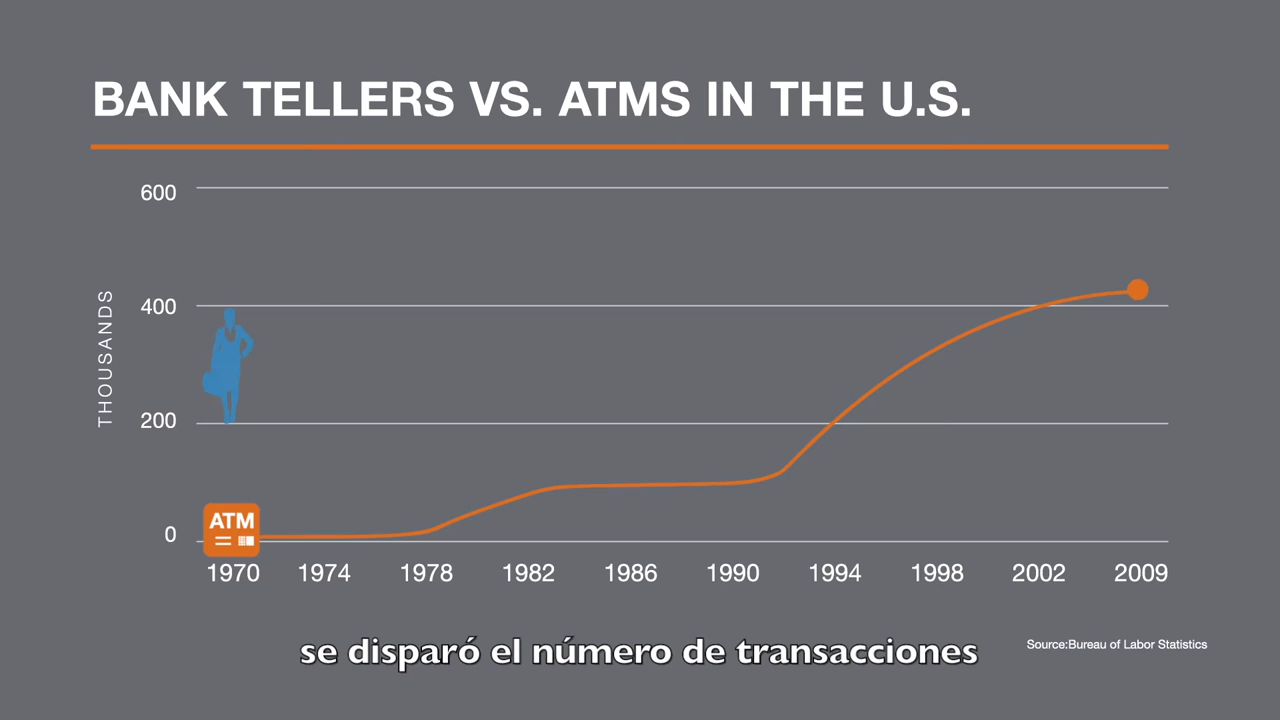 BANK TELLERS VS. ATMS IN THE U.S.
600
400
200
0
THOUSANDS
ATM
1970 1974 1978 1982 1986 1990 1994 1998 2002 2009
se disparó el número de transacciones
Source:Bureau of Labor Statistics